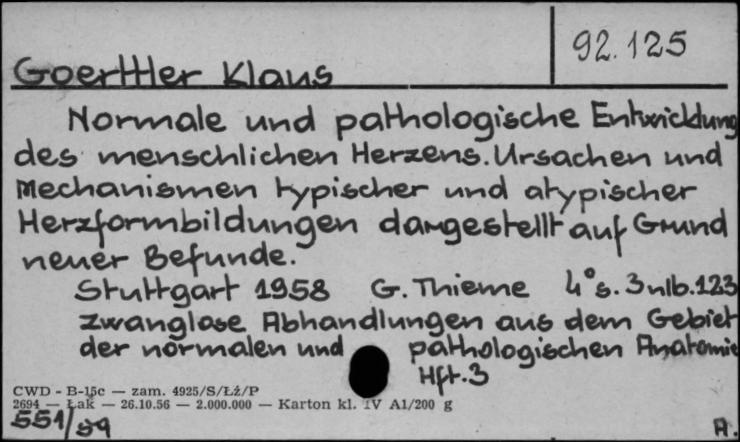 92.125
Goerttler Klaus
Normale und pathologische Entwicklung
des menschlichen Herzens. Ursachen und
Mechanismen typischer und atypischer
Herzformbildungen dargestellt auf Grund
neuer Befunde.
Stuttgart 1958 G. Thieme 4° s. 3nlb.123
Zwanglose Abhandlungen aus dem Gebiet
der normalen und pathologischen Anatomie
Hft.3
CWD - B-15c — zam. 4925/S/Łź/P
2694 — Łak — 26.10.56 — 2.000.000 — Karton kl. IV A1/200 g
551/59 A.